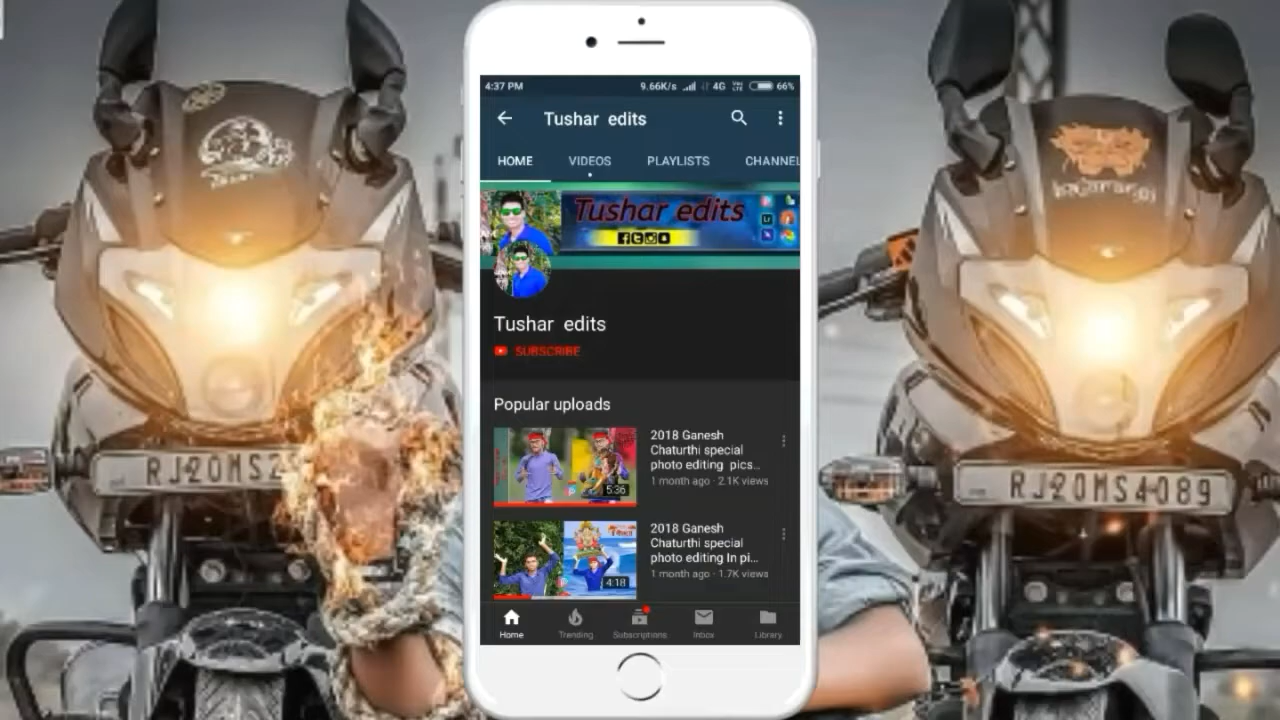 4:37 PM 9.66K/s 4G VoLTE 66%
Tushar edits
HOME VIDEOS PLAYLISTS CHANNEL
Tushar edits
Tushar edits
SUBSCRIBE
Popular uploads
2018 Ganesh
Chaturthi special
photo editing pics...
1 month ago · 2.1K views
5:36
2018 Ganesh
Chaturthi special
photo editing In pi...
1 month ago · 1.7K views
4:18
Home Trending Subscriptions Inbox Library
RJ20MS2
RJ20MS4089